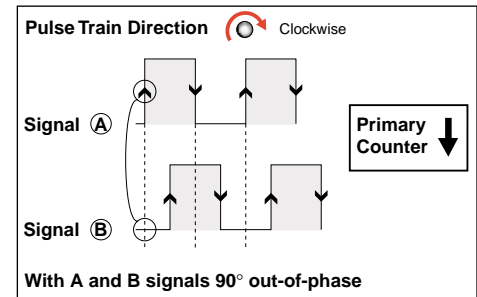 Pulse Train Direction Clockwise
Signal A
Primary
Counter
Signal B
With A and B signals 90° out-of-phase